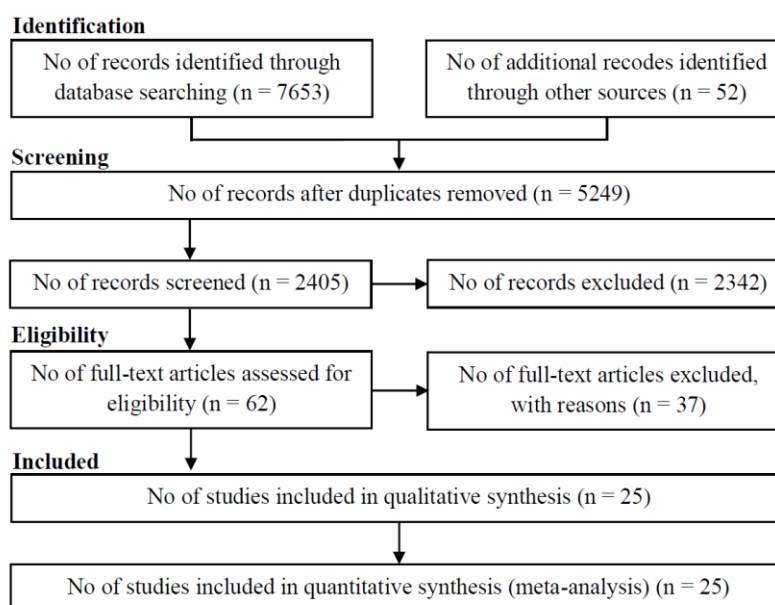 Identification
No of records identified through
database searching (n = 7653)
No of additional recodes identified
through other sources (n = 52)
Screening
No of records after duplicates removed (n = 5249)
No of records screened (n = 2405)
No of records excluded (n = 2342)
Eligibility
No of full-text articles assessed for
eligibility (n = 62)
No of full-text articles excluded,
with reasons (n = 37)
Included
No of studies included in qualitative synthesis (n = 25)
No of studies included in quantitative synthesis (meta-analysis) (n = 25)